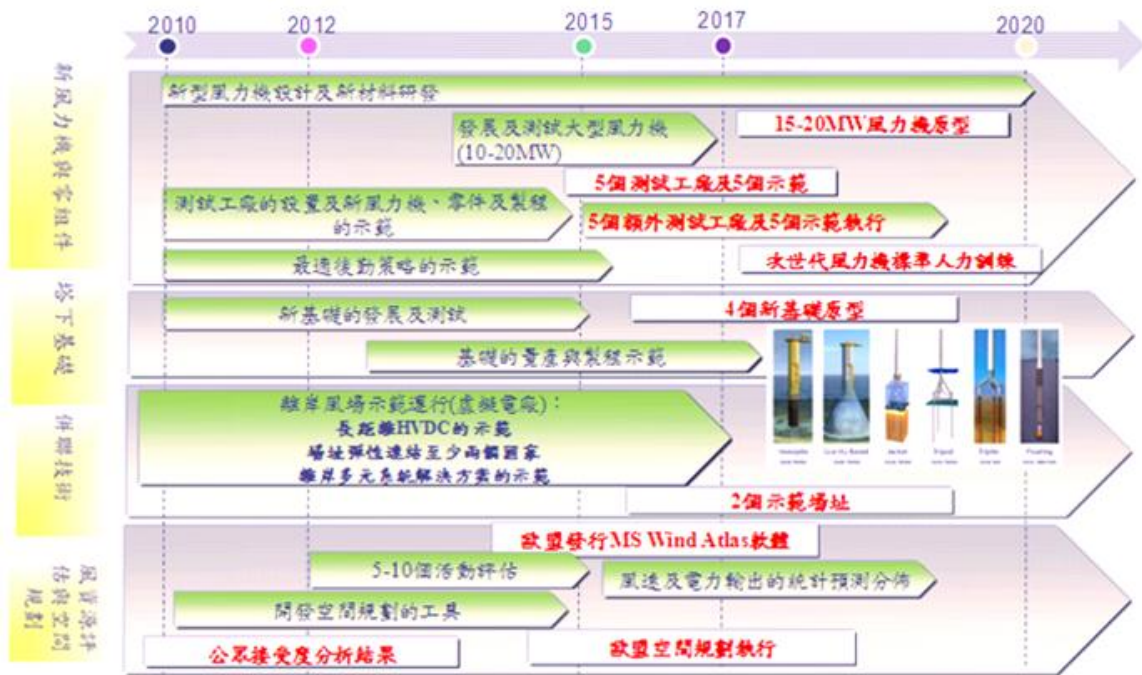 2010
2012
2015
2017
2020
新風力機與零組件
新型風力機設計及新材料研發
發展及測試大型風力機
(10-20MW)
15-20MW風力機原型
5個測試工廠及5個示範
測試工廠的設置及新風力機、零件及製程
的示範
5個額外測試工廠及5個示範執行
最適後勤策略的示範
次世代風力機標準人力訓練
塔下基礎
新基礎的發展及測試
4個新基礎原型
基礎的量產與製程示範
併聯技術
離岸風場示範運行(虛擬電廠)：
長距離HVDC的示範
場址彈性連結至少兩個國家
離岸多元系統解決方案的示範
Monopile
Jacket
Tripod
Floating
2個示範場址
風資源評
估與空間
規劃
歐盟發行MS Wind Atlas軟體
5-10個活動評估
風速及電力輸出的統計預測分佈
開發空間規劃的工具
公眾接受度分析結果
歐盟空間規劃執行